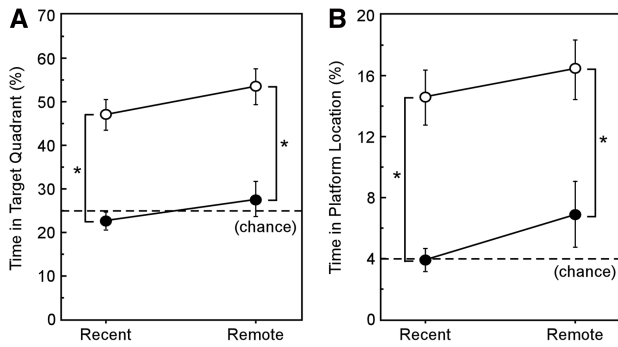 A
Time in Target Quadrant (%)
70
60
50
40
30
20
10
0
*
*
(chance)
Recent
Remote
B
Time in Platform Location (%)
20
16
12
8
4
0
*
*
(chance)
Recent
Remote